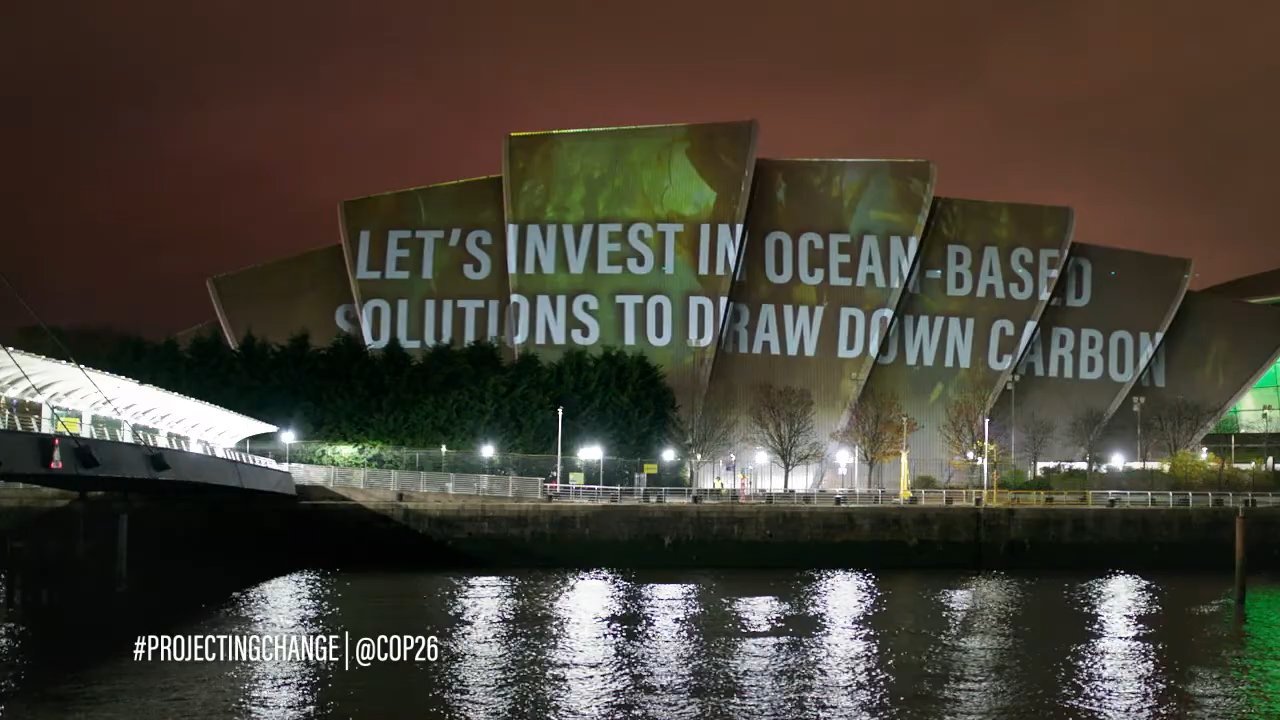 LET'S INVEST IN OCEAN-BASED
SOLUTIONS TO DRAW DOWN CARBON
#PROJECTINGCHANGE | @COP26